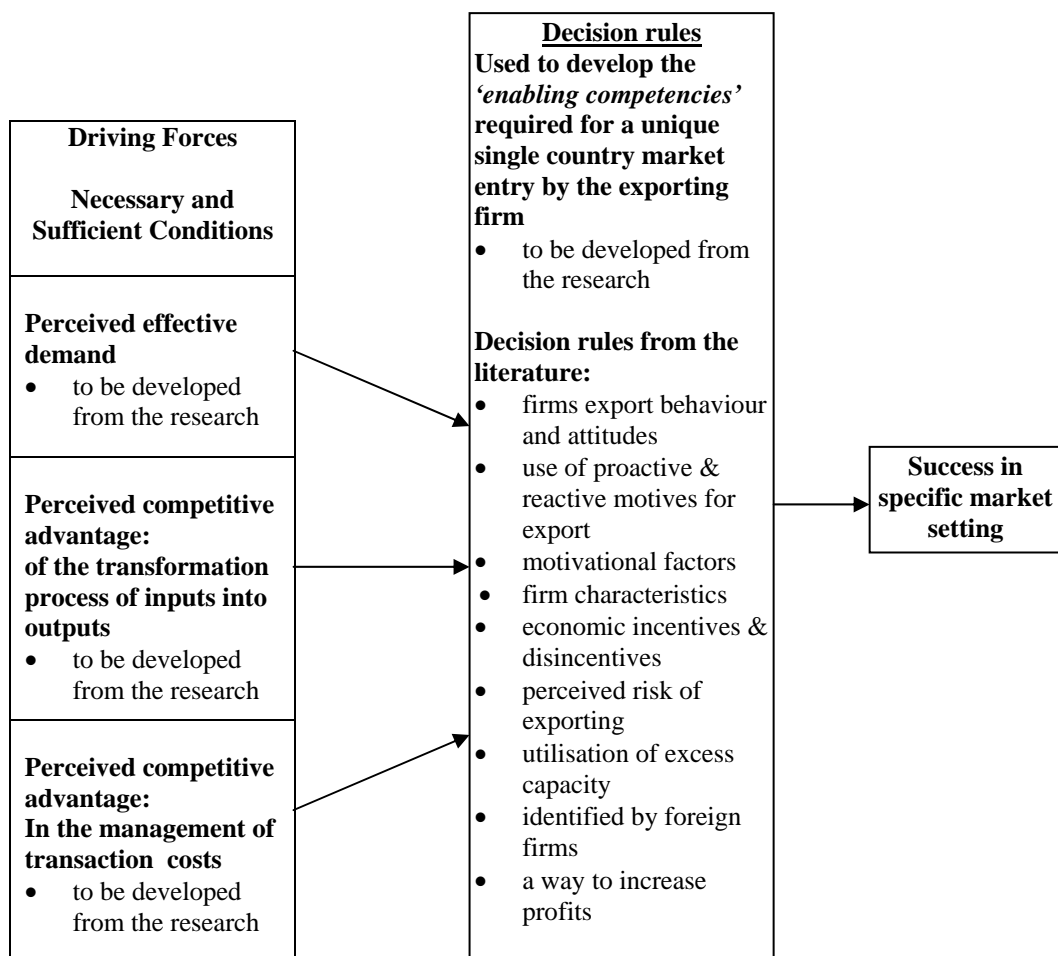 Driving Forces
Necessary and
Sufficient Conditions
Perceived effective
demand
• to be developed
from the research
Perceived competitive
advantage:
of the transformation
process of inputs into
outputs
• to be developed
from the research
Perceived competitive
advantage:
In the management of
transaction costs
• to be developed
from the research
Decision rules
Used to develop the
‘enabling competencies’
required for a unique
single country market
entry by the exporting
firm
• to be developed from
the research
Decision rules from the
literature:
• firms export behaviour
and attitudes
• use of proactive &
reactive motives for
export
• motivational factors
• firm characteristics
• economic incentives &
disincentives
• perceived risk of
exporting
• utilisation of excess
capacity
• identified by foreign
firms
• a way to increase
profits
Success in
specific market
setting